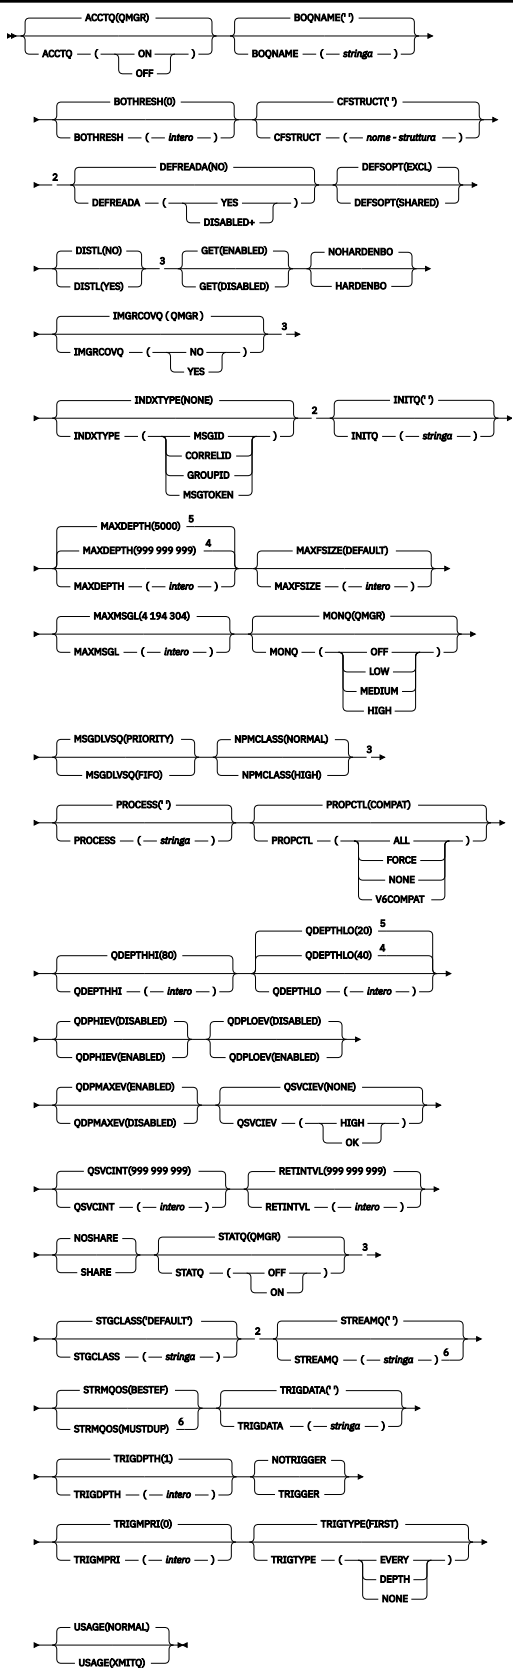 ACCTQ(QMGR) BOQNAME(' ')
ACCTQ ( ON ) BOQNAME ( stringa )
OFF
BOTHRESH(0) CFSTRUCT(' ')
BOTHRESH ( intero ) CFSTRUCT ( nome - struttura )
2 DEFREADA(NO) DEFSOPT(EXCL)
DEFREADA ( YES ) DEFSOPT(SHARED)
DISABLED+
DISTL(NO) 3 GET(ENABLED) NOHARDENBO
DISTL(YES) GET(DISABLED) HARDENBO
IMGRCOVQ ( QMGR ) 3
IMGRCOVQ ( NO )
YES
INDXTYPE(NONE) 2 INITQ(' ')
INDXTYPE ( MSGID ) INITQ ( stringa )
CORRELID
GROUPID
MSGTOKEN
MAXDEPTH(5000) 5
MAXDEPTH(999 999 999) 4 MAXFSIZE(DEFAULT)
MAXDEPTH ( intero ) MAXFSIZE ( intero )
MAXMSGL(4 194 304) MONQ(QMGR)
MAXMSGL ( intero ) MONQ ( OFF )
LOW
MEDIUM
HIGH
MSGDLVSQ(PRIORITY) NPMCLASS(NORMAL) 3
MSGDLVSQ(FIFO) NPMCLASS(HIGH)
PROCESS(' ') PROPCTL(COMPAT)
PROCESS ( stringa ) PROPCTL ( ALL )
FORCE
NONE
V6COMPAT
QDEPTHLO(20) 5
QDEPTHHI(80) QDEPTHLO(40) 4
QDEPTHHI ( intero ) QDEPTHLO ( intero )
QDPHIEV(DISABLED) QDPLOEV(DISABLED)
QDPHIEV(ENABLED) QDPLOEV(ENABLED)
QDPMAXEV(ENABLED) QSVCIEV(NONE)
QDPMAXEV(DISABLED) QSVCIEV ( HIGH )
OK
QSVCINT(999 999 999) RETINTVL(999 999 999)
QSVCINT ( intero ) RETINTVL ( intero )
NOSHARE STATQ(QMGR) 3
SHARE STATQ ( OFF )
ON
STGCLASS('DEFAULT') 2 STREAMQ(' ')
STGCLASS ( stringa ) STREAMQ ( stringa ) 6
STRMQOS(BESTEF) TRIGDATA(' ')
STRMQOS(MUSTDUP) 6 TRIGDATA ( stringa )
TRIGDPTH(1) NOTRIGGER
TRIGDPTH ( intero ) TRIGGER
TRIGMPRI(0) TRIGTYPE(FIRST)
TRIGMPRI ( intero ) TRIGTYPE ( EVERY )
DEPTH
NONE
USAGE(NORMAL)
USAGE(XMITQ)